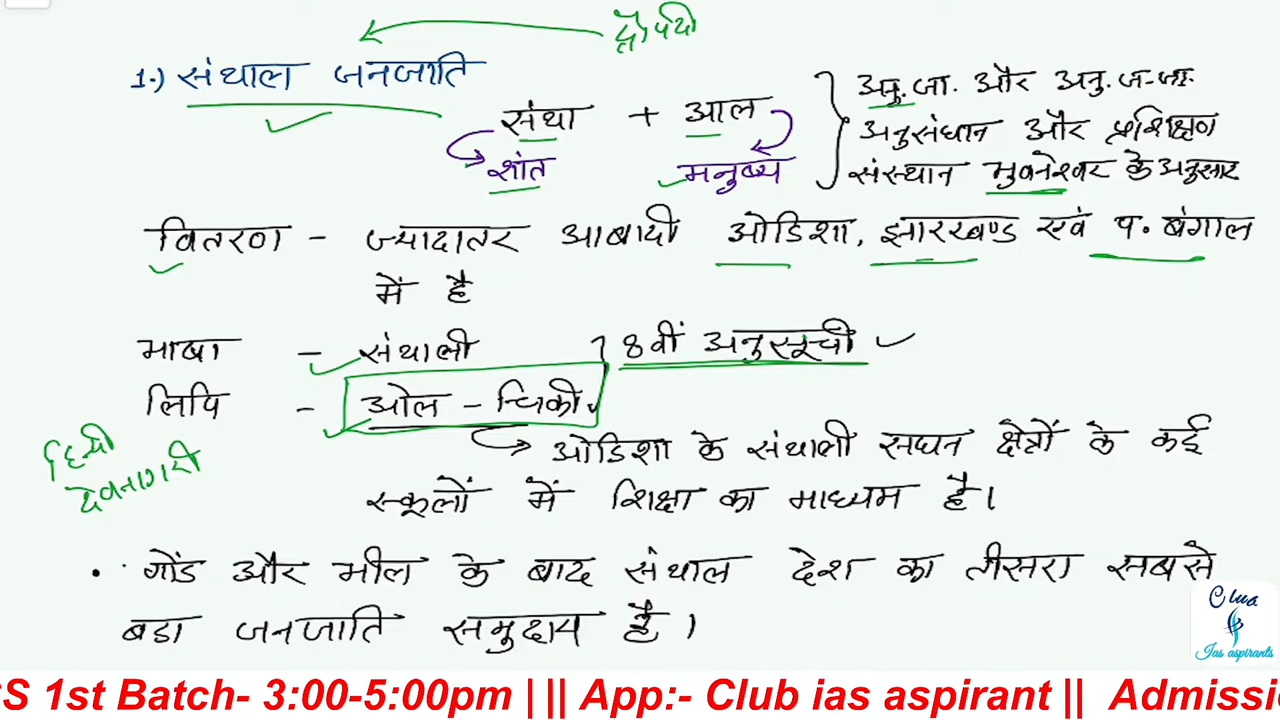 द्रौपदी
1.) संथाल जनजाति
संथा + आल
शांत मनुष्य
अनु.जा. और अनु.ज.जा.
अनुसंधान और प्रशिक्षण
संस्थान भुवनेश्वर के अनुसार
वितरण - ज्यादातर आबादी ओडिशा, झारखण्ड एवं प. बंगाल
में है
भाषा - संथाली } 8वीं अनुसूची
लिपि - ओल - चिकी
हिंदी
देवनागरी
ओडिशा के संथाली सघन क्षेत्रों के कई
स्कूलों में शिक्षा का माध्यम है।
• गोंड और भील के बाद संथाल देश का तीसरा सबसे
बडा जनजाति समुदाय है।
Club
Ias aspirants
SS 1st Batch- 3:00-5:00pm | || App:- Club ias aspirant || Admissi